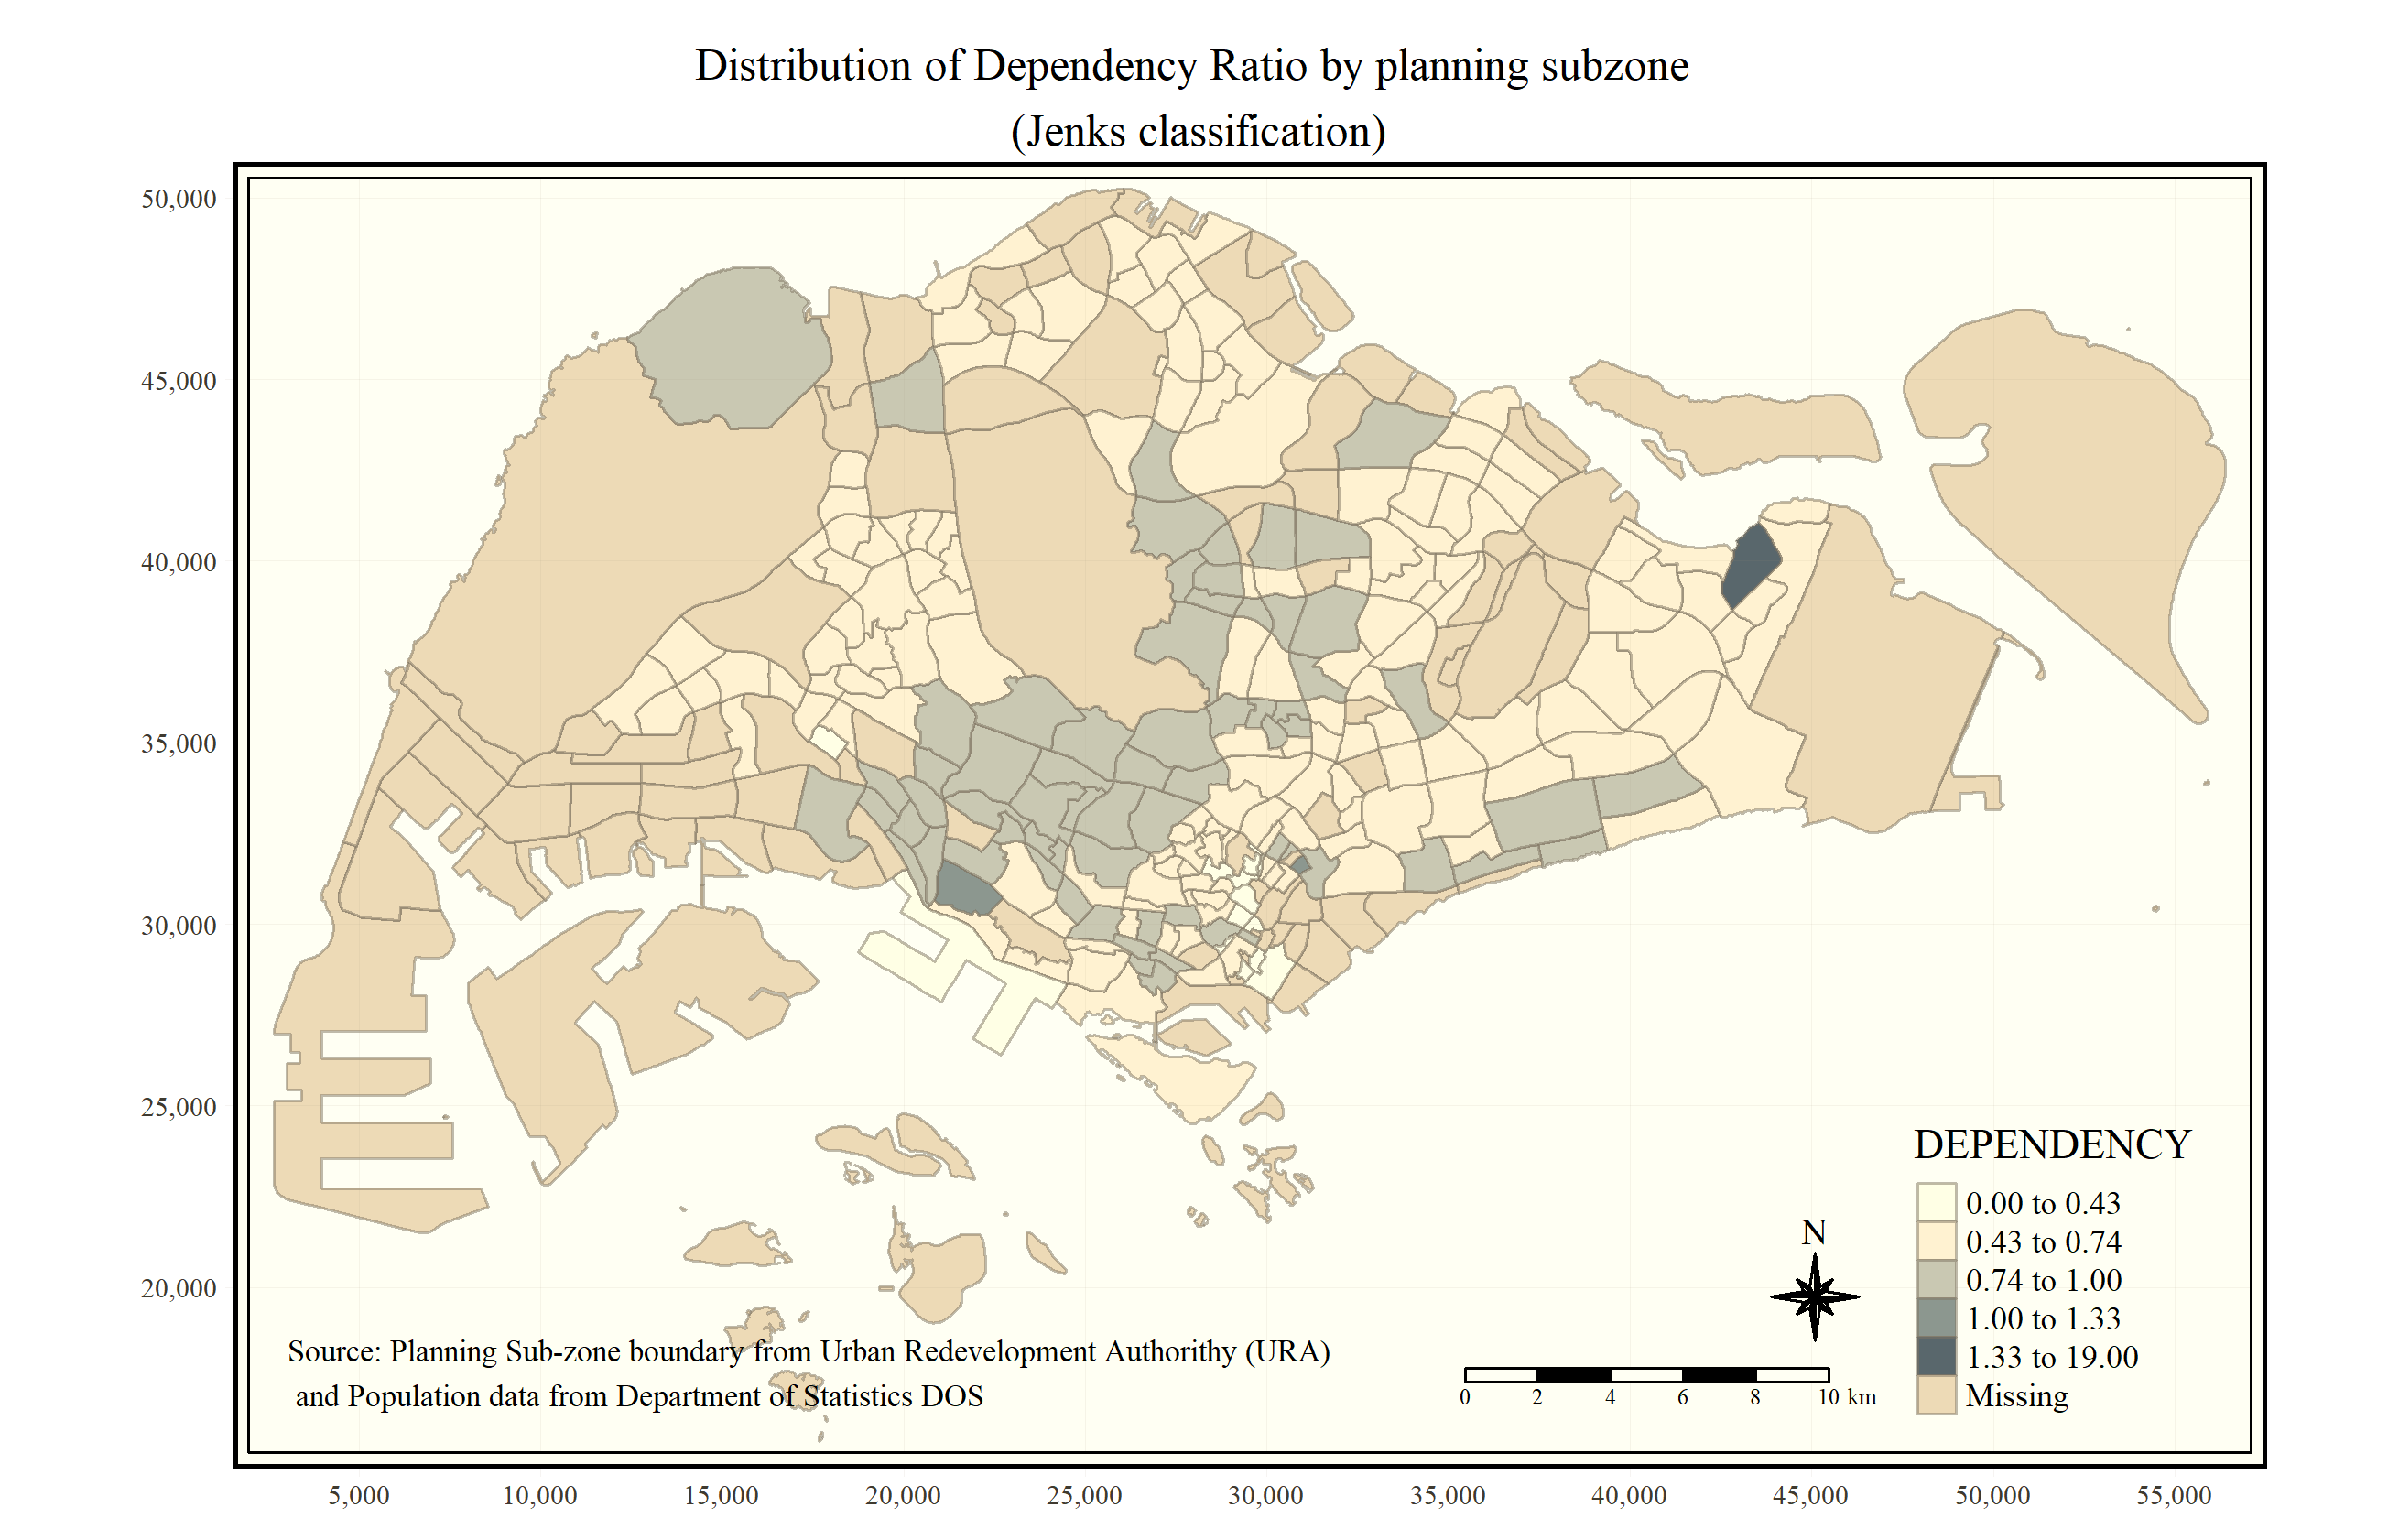 Distribution of Dependency Ratio by planning subzone
(Jenks classification)
50,000
45,000
40,000
35,000
30,000
25,000
20,000
DEPENDENCY
0.00 to 0.43
0.43 to 0.74
0.74 to 1.00
1.00 to 1.33
1.33 to 19.00
Missing
N
0 2 4 6 8 10 km
Source: Planning Sub-zone boundary from Urban Redevelopment Authorithy (URA)
and Population data from Department of Statistics DOS
5,000 10,000 15,000 20,000 25,000 30,000 35,000 40,000 45,000 50,000 55,000